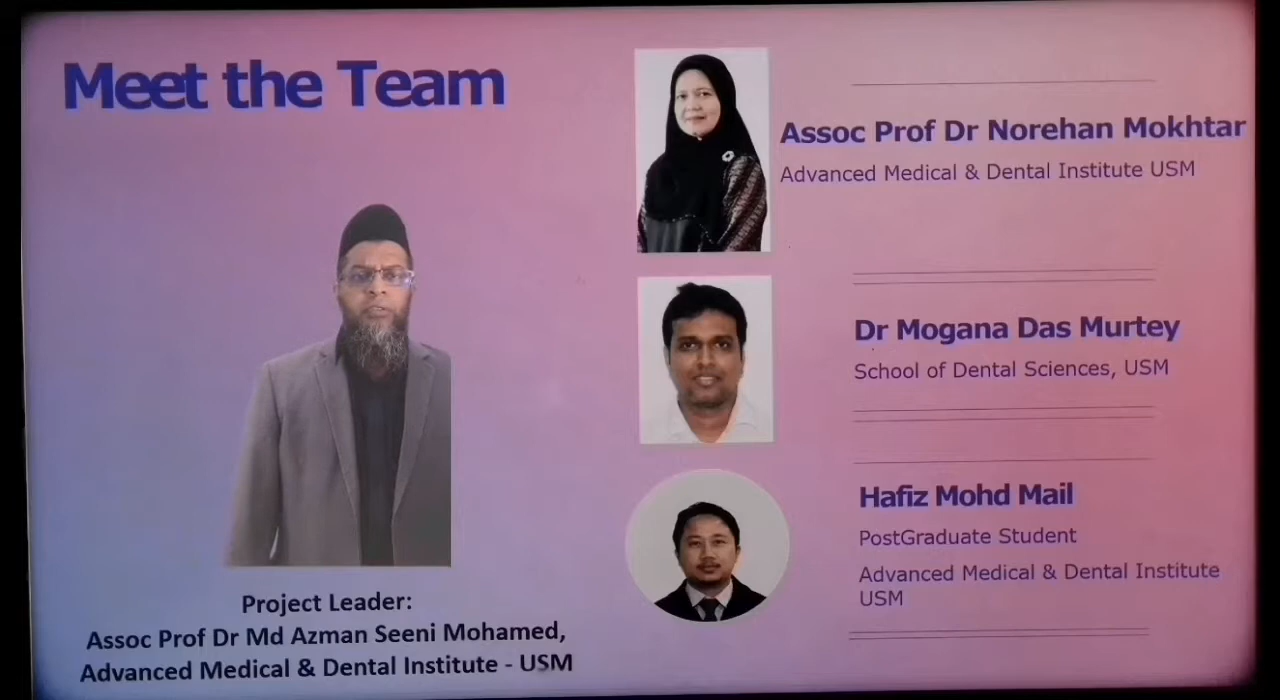 Meet the Team
Assoc Prof Dr Norehan Mokhtar
Advanced Medical & Dental Institute USM
Dr Mogana Das Murtey
School of Dental Sciences, USM
Hafiz Mohd Mail
PostGraduate Student
Advanced Medical & Dental Institute
USM
Project Leader:
Assoc Prof Dr Md Azman Seeni Mohamed,
Advanced Medical & Dental Institute - USM